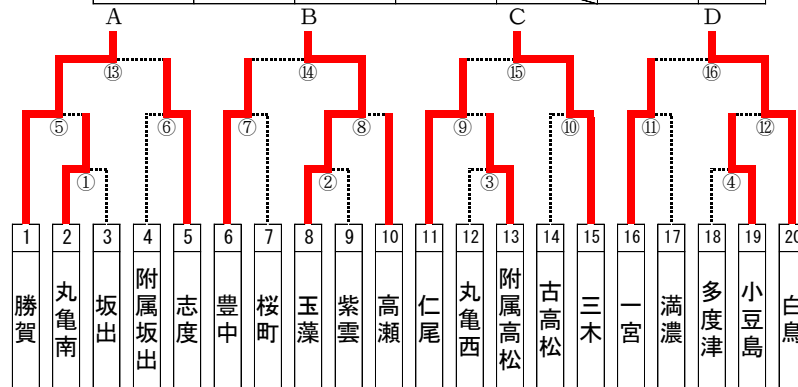 A B C D
⑬ ⑭ ⑮ ⑯
⑤ ⑥ ⑦ ⑧ ⑨ ⑩ ⑪ ⑫
① ② ③ ④
1 2 3 4 5 6 7 8 9 10 11 12 13 14 15 16 17 18 19 20
勝賀
丸亀南
坂出
附属坂出
志度
豊中
桜町
玉藻
紫雲
高瀬
仁尾
丸亀西
附属高松
古高松
三木
一宮
満濃
多度津
小豆島
白鳥